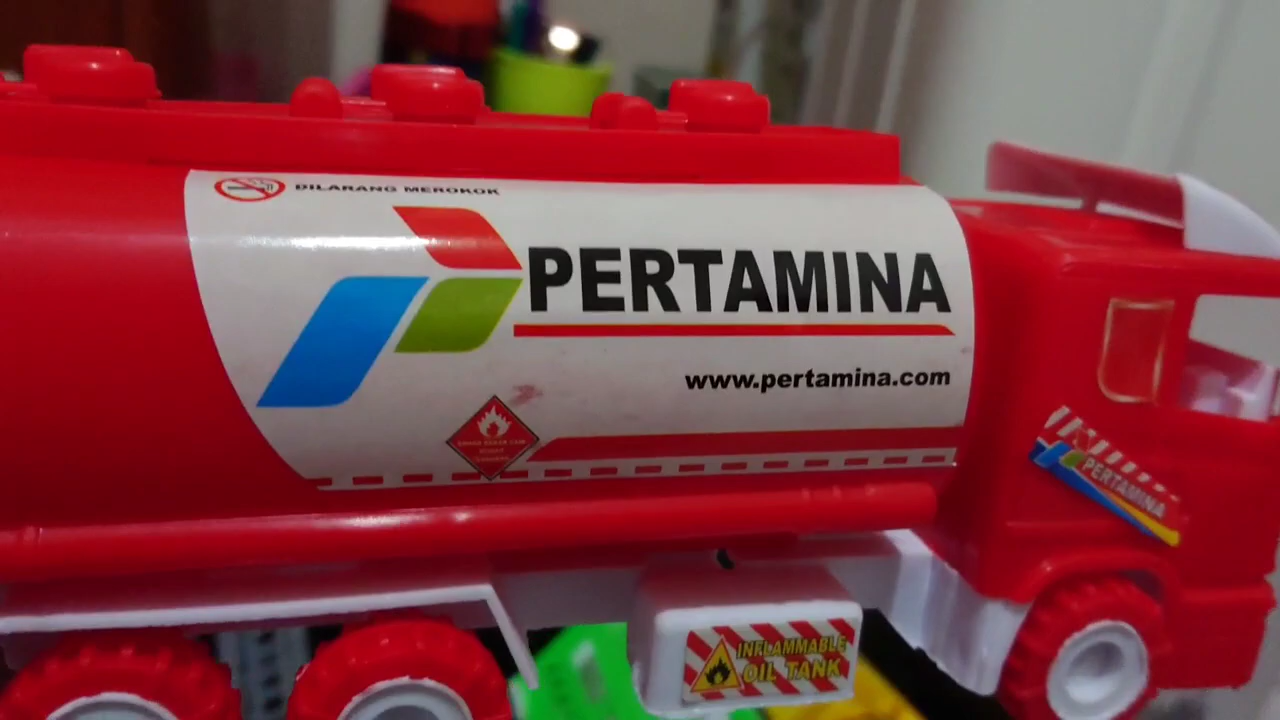 DILARANG MEROKOK
PERTAMINA
www.pertamina.com
PERTAMINA
INFLAMMABLE
OIL TANK